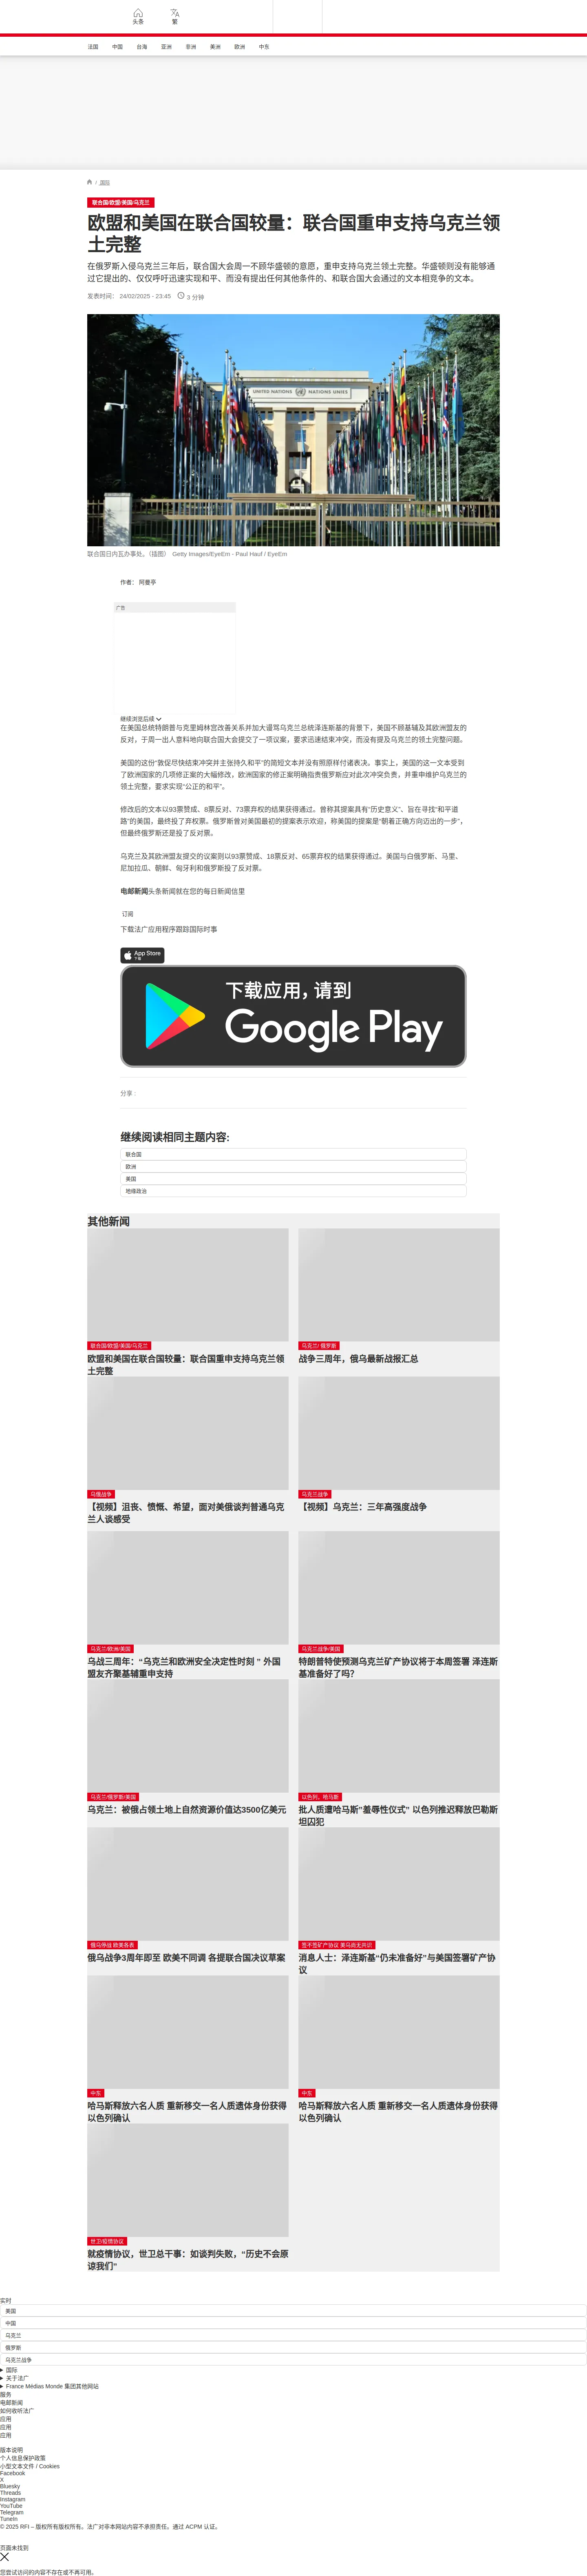 头条
繁
法国
中国
台海
亚洲
非洲
美洲
欧洲
中东
/ 国际
联合国/欧盟/美国/乌克兰
欧盟和美国在联合国较量：联合国重申支持乌克兰领
土完整
在俄罗斯入侵乌克兰三年后，联合国大会周一不顾华盛顿的意愿，重申支持乌克兰领土完整。华盛顿则没有能够通
过它提出的、仅仅呼吁迅速实现和平、而没有提出任何其他条件的、和联合国大会通过的文本相竞争的文本。
发表时间： 24/02/2025 - 23:45
3 分钟
UNITED NATIONS NATIONS UNIES
联合国日内瓦办事处。（插图） Getty Images/EyeEm - Paul Hauf / EyeEm
作者： 阿曼亭
广告
继续浏览后续
在美国总统特朗普与克里姆林宫改善关系并加大谩骂乌克兰总统泽连斯基的背景下，美国不顾基辅及其欧洲盟友的
反对，于周一出人意料地向联合国大会提交了一项议案，要求迅速结束冲突，而没有提及乌克兰的领土完整问题。
美国的这份“敦促尽快结束冲突并主张持久和平”的简短文本并没有照原样付诸表决。事实上，美国的这一文本受到
了欧洲国家的几项修正案的大幅修改，欧洲国家的修正案明确指责俄罗斯应对此次冲突负责，并重申维护乌克兰的
领土完整，要求实现“公正的和平”。
修改后的文本以93票赞成、8票反对、73票弃权的结果获得通过。曾称其提案具有“历史意义”、旨在寻找“和平道
路”的美国，最终投了弃权票。俄罗斯曾对美国最初的提案表示欢迎，称美国的提案是“朝着正确方向迈出的一步”，
但最终俄罗斯还是投了反对票。
乌克兰及其欧洲盟友提交的议案则以93票赞成、18票反对、65票弃权的结果获得通过。美国与白俄罗斯、马里、
尼加拉瓜、朝鲜、匈牙利和俄罗斯投了反对票。
电邮新闻头条新闻就在您的每日新闻信里
订阅
下载法广应用程序跟踪国际时事
App Store
下载
下载应用，请到
Google Play
分享 :
继续阅读相同主题内容:
联合国
欧洲
美国
地缘政治
其他新闻
联合国/欧盟/美国/乌克兰
欧盟和美国在联合国较量：联合国重申支持乌克兰领
土完整
乌克兰/ 俄罗斯
战争三周年，俄乌最新战报汇总
乌俄战争
【视频】沮丧、愤慨、希望，面对美俄谈判普通乌克
兰人谈感受
乌克兰战争
【视频】乌克兰：三年高强度战争
乌克兰/欧洲/美国
乌战三周年：“乌克兰和欧洲安全决定性时刻 ” 外国
盟友齐聚基辅重申支持
乌克兰战争/美国
特朗普特使预测乌克兰矿产协议将于本周签署 泽连斯
基准备好了吗？
乌克兰/俄罗斯/美国
乌克兰：被俄占领土地上自然资源价值达3500亿美元
以色列、哈马斯
批人质遭哈马斯"羞辱性仪式" 以色列推迟释放巴勒斯
坦囚犯
俄乌停战 欧美各表
俄乌战争3周年即至 欧美不同调 各提联合国决议草案
签不签矿产协议 美乌尚无共识
消息人士：泽连斯基“仍未准备好”与美国签署矿产协
议
中东
哈马斯释放六名人质 重新移交一名人质遗体身份获得
以色列确认
中东
哈马斯释放六名人质 重新移交一名人质遗体身份获得
以色列确认
世卫/疫情协议
就疫情协议，世卫总干事：如谈判失败，“历史不会原
谅我们”
实时
美国
中国
乌克兰
俄罗斯
乌克兰战争
国际
关于法广
France Médias Monde 集团其他网站
服务
电邮新闻
如何收听法广
应用
应用
应用
版本说明
个人信息保护政策
小型文本文件 / Cookies
Facebook
X
Bluesky
Threads
Instagram
YouTube
Telegram
TuneIn
© 2025 RFI – 版权所有版权所有。法广对非本网站内容不承担责任。通过 ACPM 认证。
页面未找到
您尝试访问的内容不存在或不再可用。